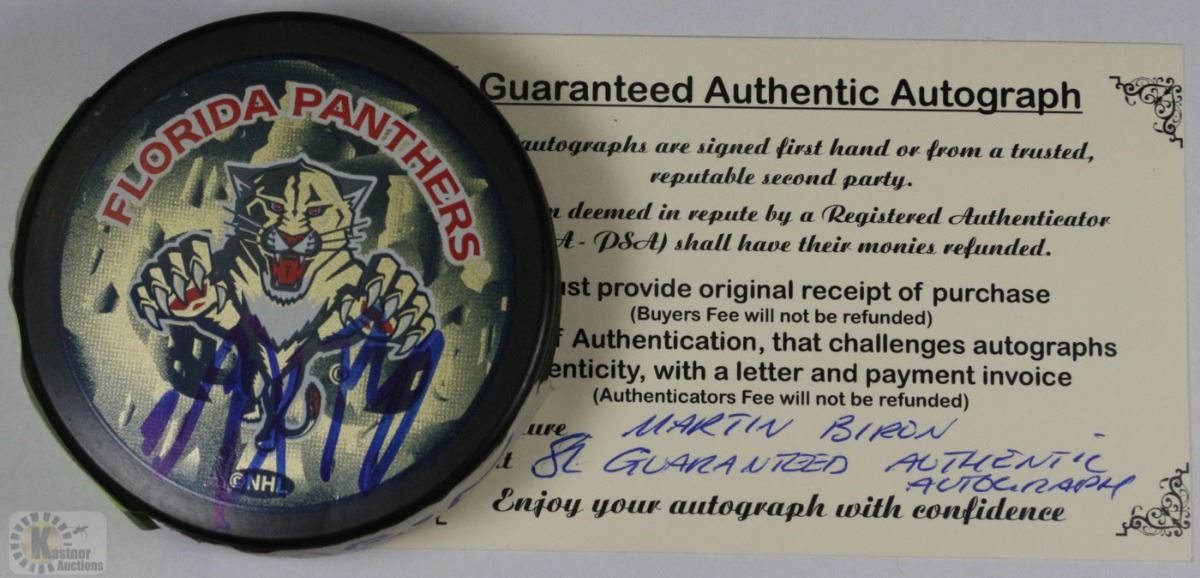 FLORIDA PANTHERS
©NHL
Guaranteed Authentic Autograph
autographs are signed first hand or from a trusted,
reputable second party.
deemed in repute by a Registered Authenticator
A - PSA) shall have their monies refunded.
ust provide original receipt of purchase
(Buyers Fee will not be refunded)
f Authentication, that challenges autographs
enticity, with a letter and payment invoice
(Authenticators Fee will not be refunded)
ure MARTIN BIRON
t GUARANTEED AUTHENTIC
AUTOGRAPH
Enjoy your autograph with confidence
Kastner
Auctions